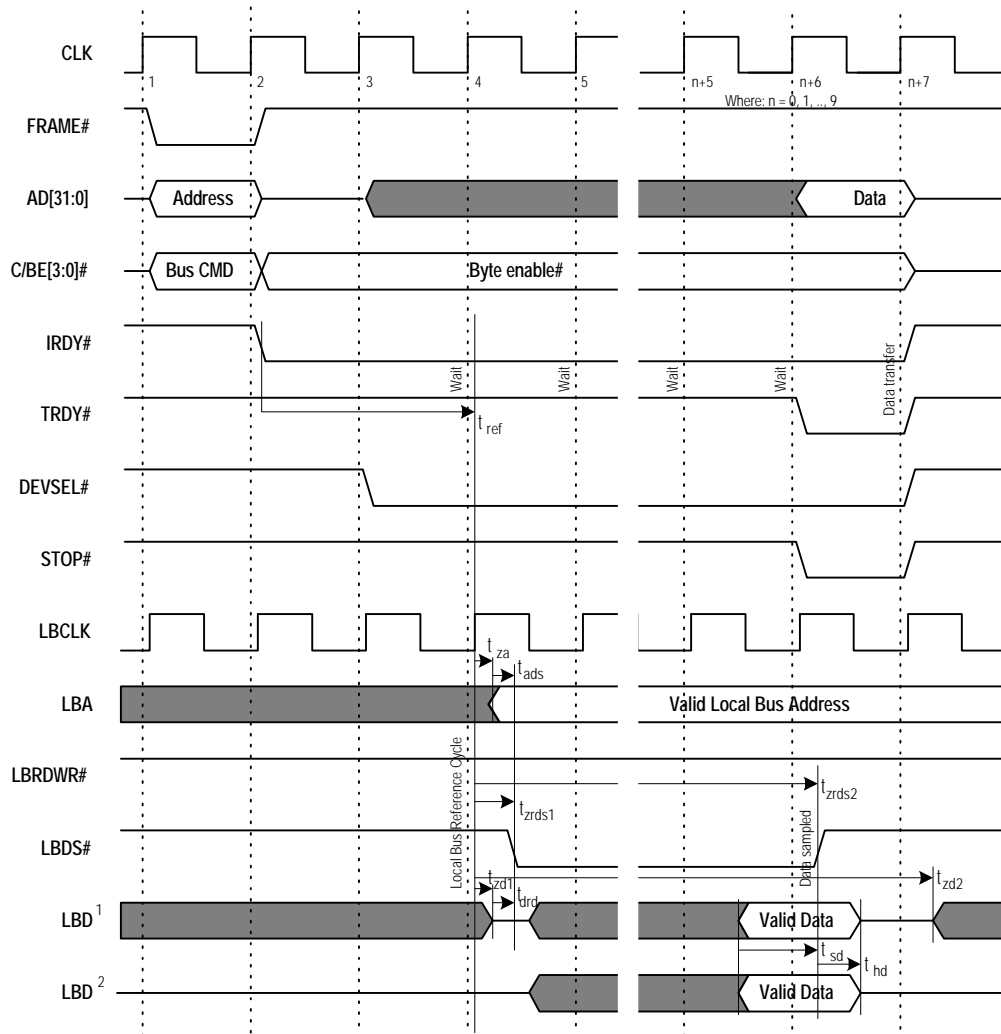 CLK
1 2 3 4 5 n+5 n+6 n+7
Where: n = 0, 1, .., 9
FRAME#
AD[31:0] Address Data
C/BE[3:0]# Bus CMD Byte enable#
IRDY#
Wait Wait Wait Wait Data transfer
TRDY#
t ref
DEVSEL#
STOP#
LBCLK
t za
t ads
LBA Valid Local Bus Address
LBRDWR#
Local Bus Reference Cycle
t zrds2
t zrds1
LBDS#
Data sampled
t zd1 t zd2
t drd
LBD 1 Valid Data
t sd
t hd
LBD 2 Valid Data